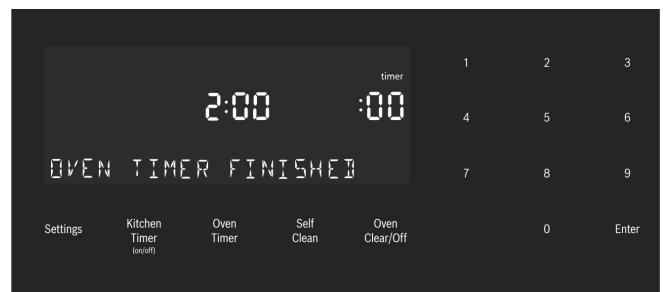 timer
2:00 :00
OVEN TIMER FINISHED
1 2 3
4 5 6
7 8 9
0 Enter
Settings
Kitchen Timer (on/off)
Oven Timer
Self Clean
Oven Clear/Off